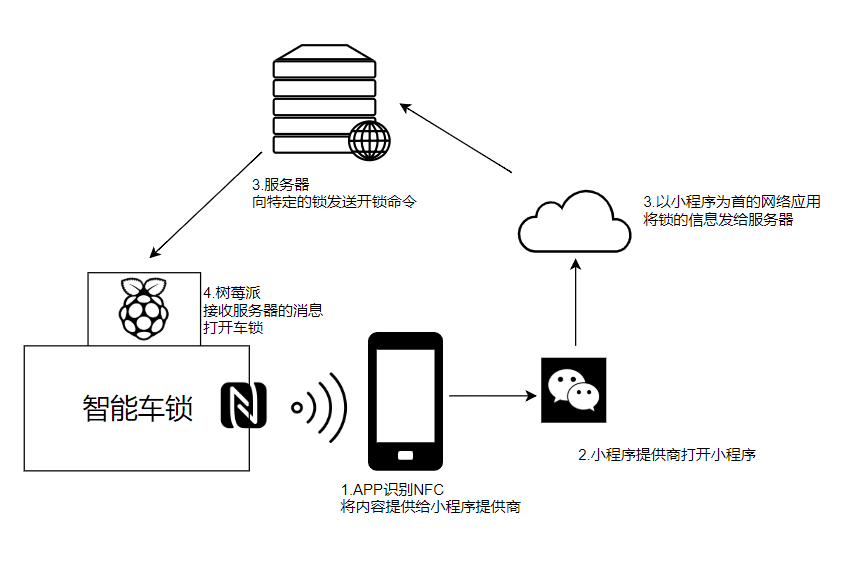 3.服务器
向特定的锁发送开锁命令
3.以小程序为首的网络应用
将锁的信息发给服务器
4.树莓派
接收服务器的消息
打开车锁
智能车锁
N
2.小程序提供商打开小程序
1.APP识别NFC
将内容提供给小程序提供商